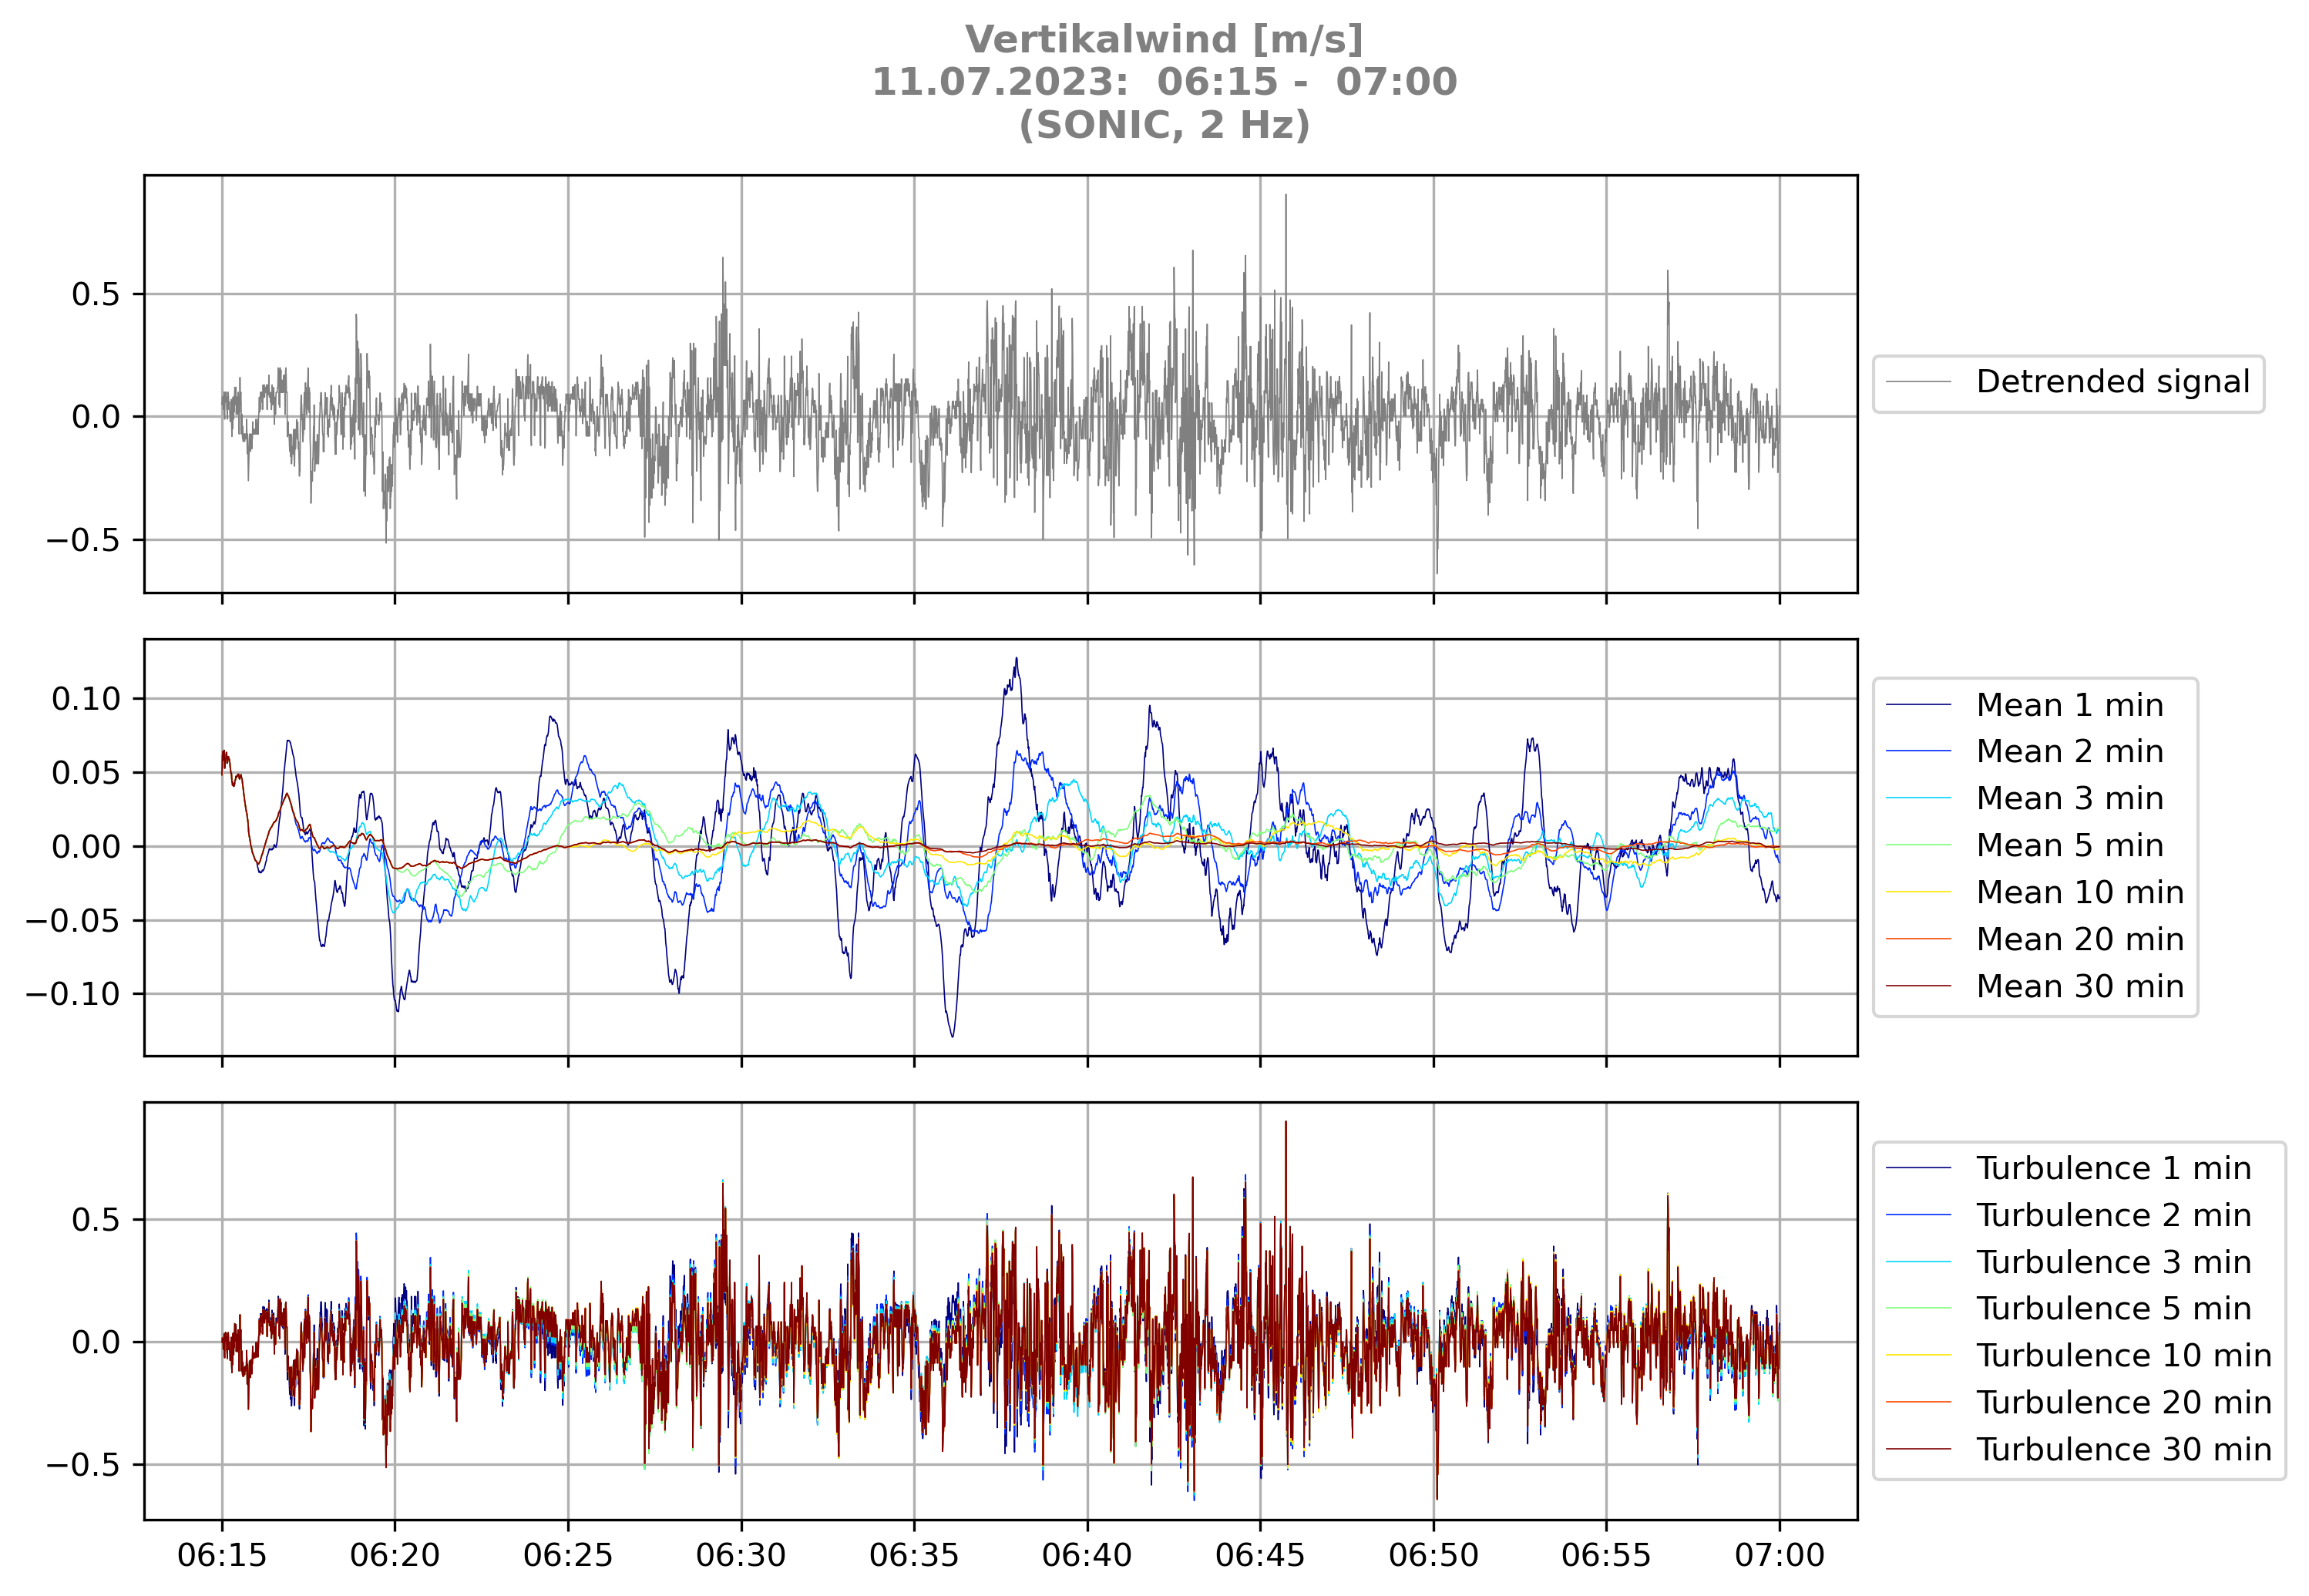 Vertikalwind [m/s]
11.07.2023:  06:15 -  07:00
(SONIC, 2 Hz)
0.5
0.0
−0.5
Detrended signal
0.10
0.05
0.00
−0.05
−0.10
Mean 1 min
Mean 2 min
Mean 3 min
Mean 5 min
Mean 10 min
Mean 20 min
Mean 30 min
0.5
0.0
−0.5
Turbulence 1 min
Turbulence 2 min
Turbulence 3 min
Turbulence 5 min
Turbulence 10 min
Turbulence 20 min
Turbulence 30 min
06:15 06:20 06:25 06:30 06:35 06:40 06:45 06:50 06:55 07:00